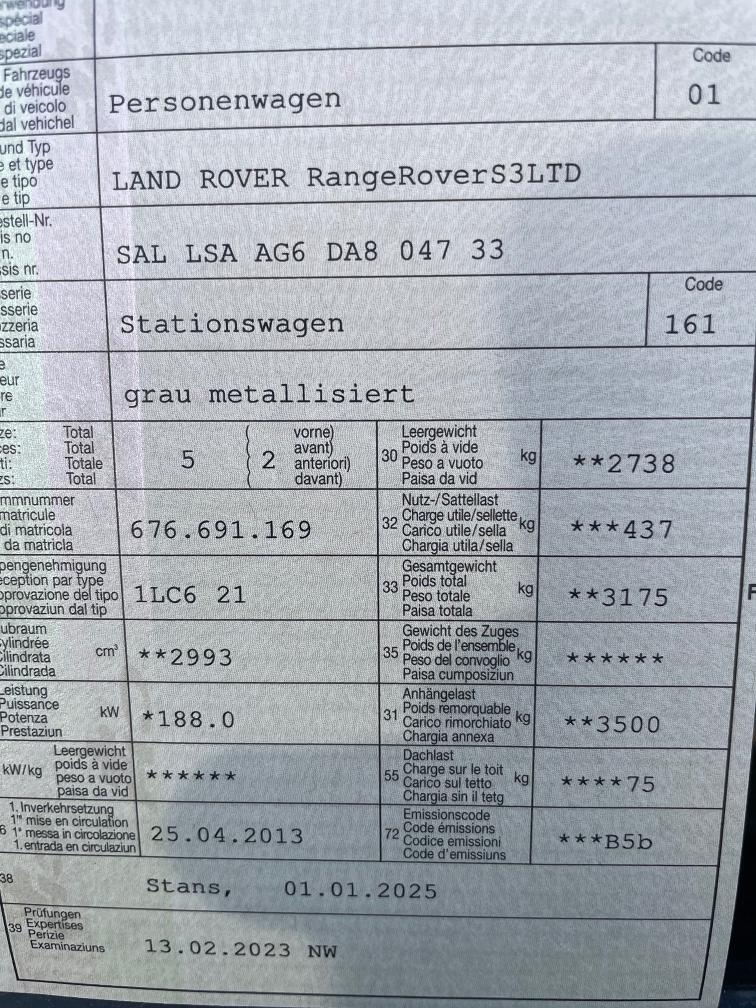 spécial
eciale
spezial
Fahrzeugs
de véhicule
di veicolo
dal vehichel
Personenwagen
Code
01
und Typ
e et type
e tipo
e tip
LAND ROVER RangeRoverS3LTD
estell-Nr.
is no
n.
sis nr.
SAL LSA AG6 DA8 047 33
serie
sserie
zzeria
ssaria
Stationswagen
Code
161
e
eur
re
r
grau metallisiert
ze: Total
ces: Total
ti: Totale
zs: Total
5
2
vorne)
avant)
anteriori)
davant)
30
Leergewicht
Poids à vide
Peso a vuoto
Paisa da vid
kg
**2738
mmnummer
matricule
di matricola
da matricla
676.691.169
32
Nutz-/Sattellast
Charge utile/sellette
Carico utile/sella
Chargia utila/sella
kg
***437
pengenehmigung
ception par type
pprovazione del tipo
pprovaziun dal tip
1LC6 21
33
Gesamtgewicht
Poids total
Peso totale
Paisa totala
kg
**3175
F
ubraum
ylindrée
Cilindrata
Cilindrada
cm³
**2993
35
Gewicht des Zuges
Poids de l'ensemble
Peso del convoglio
Paisa cumposiziun
kg
******
Leistung
Puissance
Potenza
Prestaziun
kW
*188.0
31
Anhängelast
Poids remorquable
Carico rimorchiato
Chargia annexa
kg
**3500
kW/kg
Leergewicht
poids à vide
peso a vuoto
paisa da vid
******
55
Dachlast
Charge sur le toit
Carico sul tetto
Chargia sin il tetg
kg
****75
6
1. Inverkehrsetzung
1ʳᵉ mise en circulation
1ª messa in circolazione
1. entrada en circulaziun
25.04.2013
72
Emissionscode
Code émissions
Codice emissioni
Code d'emissiuns
***B5b
38
Stans, 01.01.2025
39
Prüfungen
Expertises
Perizie
Examinaziuns
13.02.2023 NW